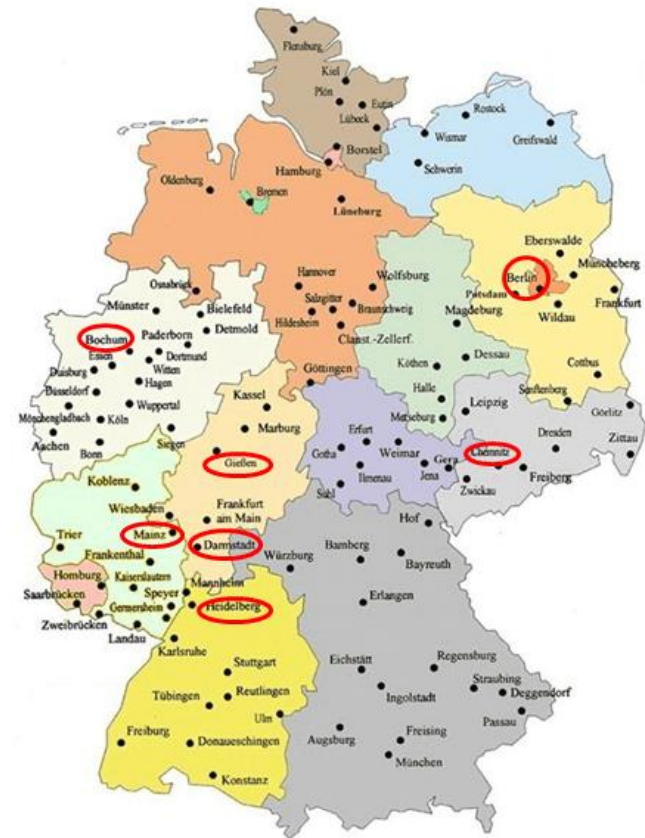 Flensburg
Kiel
Plön
Eutin
Lübeck
Rostock
Wismar
Greifswald
Schwerin
Borstel
Hamburg
Oldenburg
Bremen
Lüneburg
Eberswalde
Müncheberg
Berlin
Potsdam
Frankfurt
Wildau
Hannover
Wolfsburg
Osnabrück
Salzgitter
Braunschweig
Hildesheim
Magdeburg
Clanst.-Zellerf.
Münster
Bielefeld
Detmold
Bochum
Paderborn
Essen
Dortmund
Witten
Duisburg
Hagen
Düsseldorf
Wuppertal
Mönchengladbach
Köln
Aachen
Bonn
Siegen
Göttingen
Dessau
Köthen
Halle
Merseburg
Cottbus
Senftenberg
Leipzig
Görlitz
Dresden
Zittau
Chemnitz
Freiberg
Zwickau
Kassel
Marburg
Gießen
Erfurt
Gotha
Weimar
Gera
Ilmenau
Jena
Suhl
Koblenz
Wiesbaden
Frankfurt
am Main
Mainz
Trier
Darmstadt
Frankenthal
Würzburg
Hof
Bamberg
Bayreuth
Homburg
Kaiserslautern
Mannheim
Speyer
Saarbrücken
Germersheim
Heidelberg
Erlangen
Zweibrücken
Landau
Karlsruhe
Stuttgart
Eichstätt
Regensburg
Straubing
Deggendorf
Tübingen
Reutlingen
Ingolstadt
Passau
Ulm
Freiburg
Donaueschingen
Augsburg
Freising
München
Konstanz